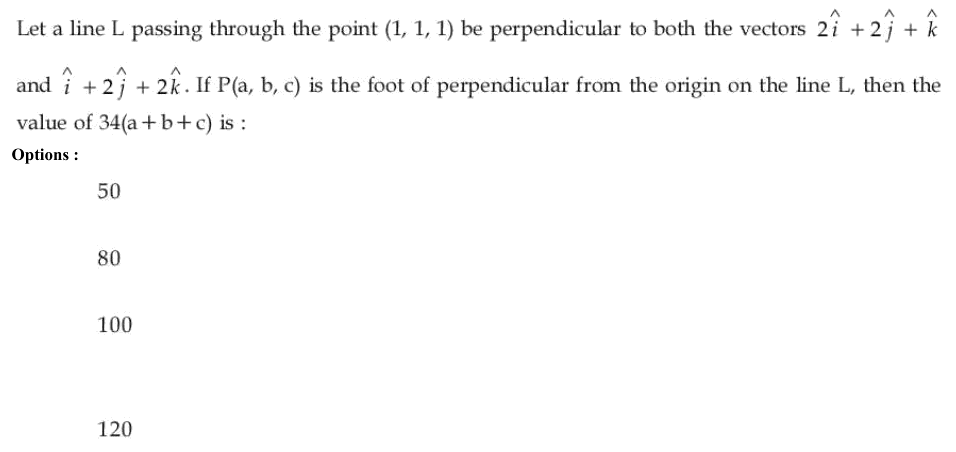 Let a line L passing through the point (1, 1, 1) be perpendicular to both the vectors 2î + 2ĵ + k̂
and î + 2ĵ + 2k̂. If P(a, b, c) is the foot of perpendicular from the origin on the line L, then the
value of 34(a+b+c) is :
Options :
50
80
100
120